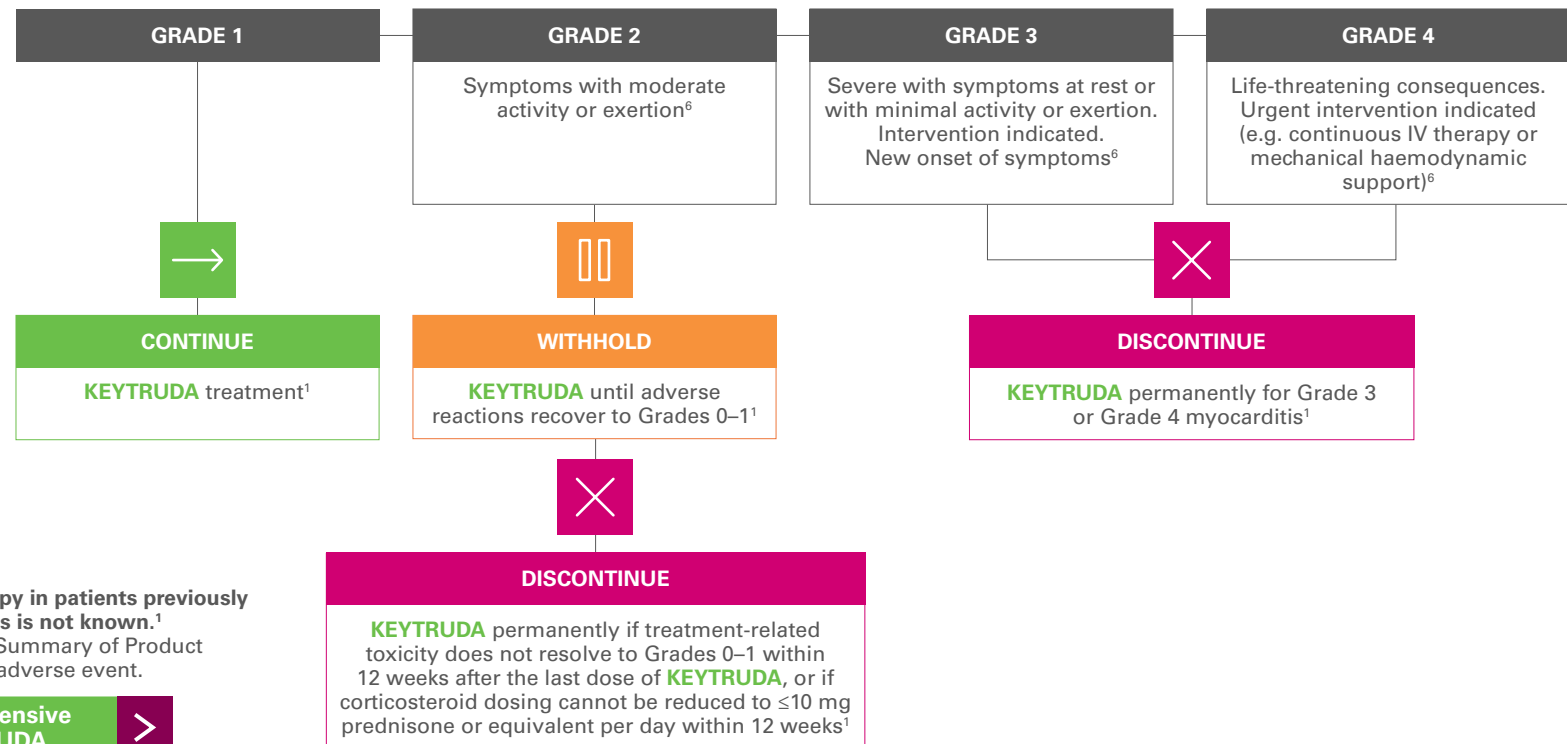 GRADE 1
GRADE 2
Symptoms with moderate
activity or exertion⁶
GRADE 3
Severe with symptoms at rest or
with minimal activity or exertion.
Intervention indicated.
New onset of symptoms⁶
GRADE 4
Life-threatening consequences.
Urgent intervention indicated
(e.g. continuous IV therapy or
mechanical haemodynamic
support)⁶
CONTINUE
KEYTRUDA treatment¹
WITHHOLD
KEYTRUDA until adverse
reactions recover to Grades 0–1¹
DISCONTINUE
KEYTRUDA permanently for Grade 3
or Grade 4 myocarditis¹
DISCONTINUE
KEYTRUDA permanently if treatment-related
toxicity does not resolve to Grades 0–1 within
12 weeks after the last dose of KEYTRUDA, or if
corticosteroid dosing cannot be reduced to ≤10 mg
prednisone or equivalent per day within 12 weeks¹
py in patients previously
s is not known.¹
Summary of Product
adverse event.
ensive
UDA